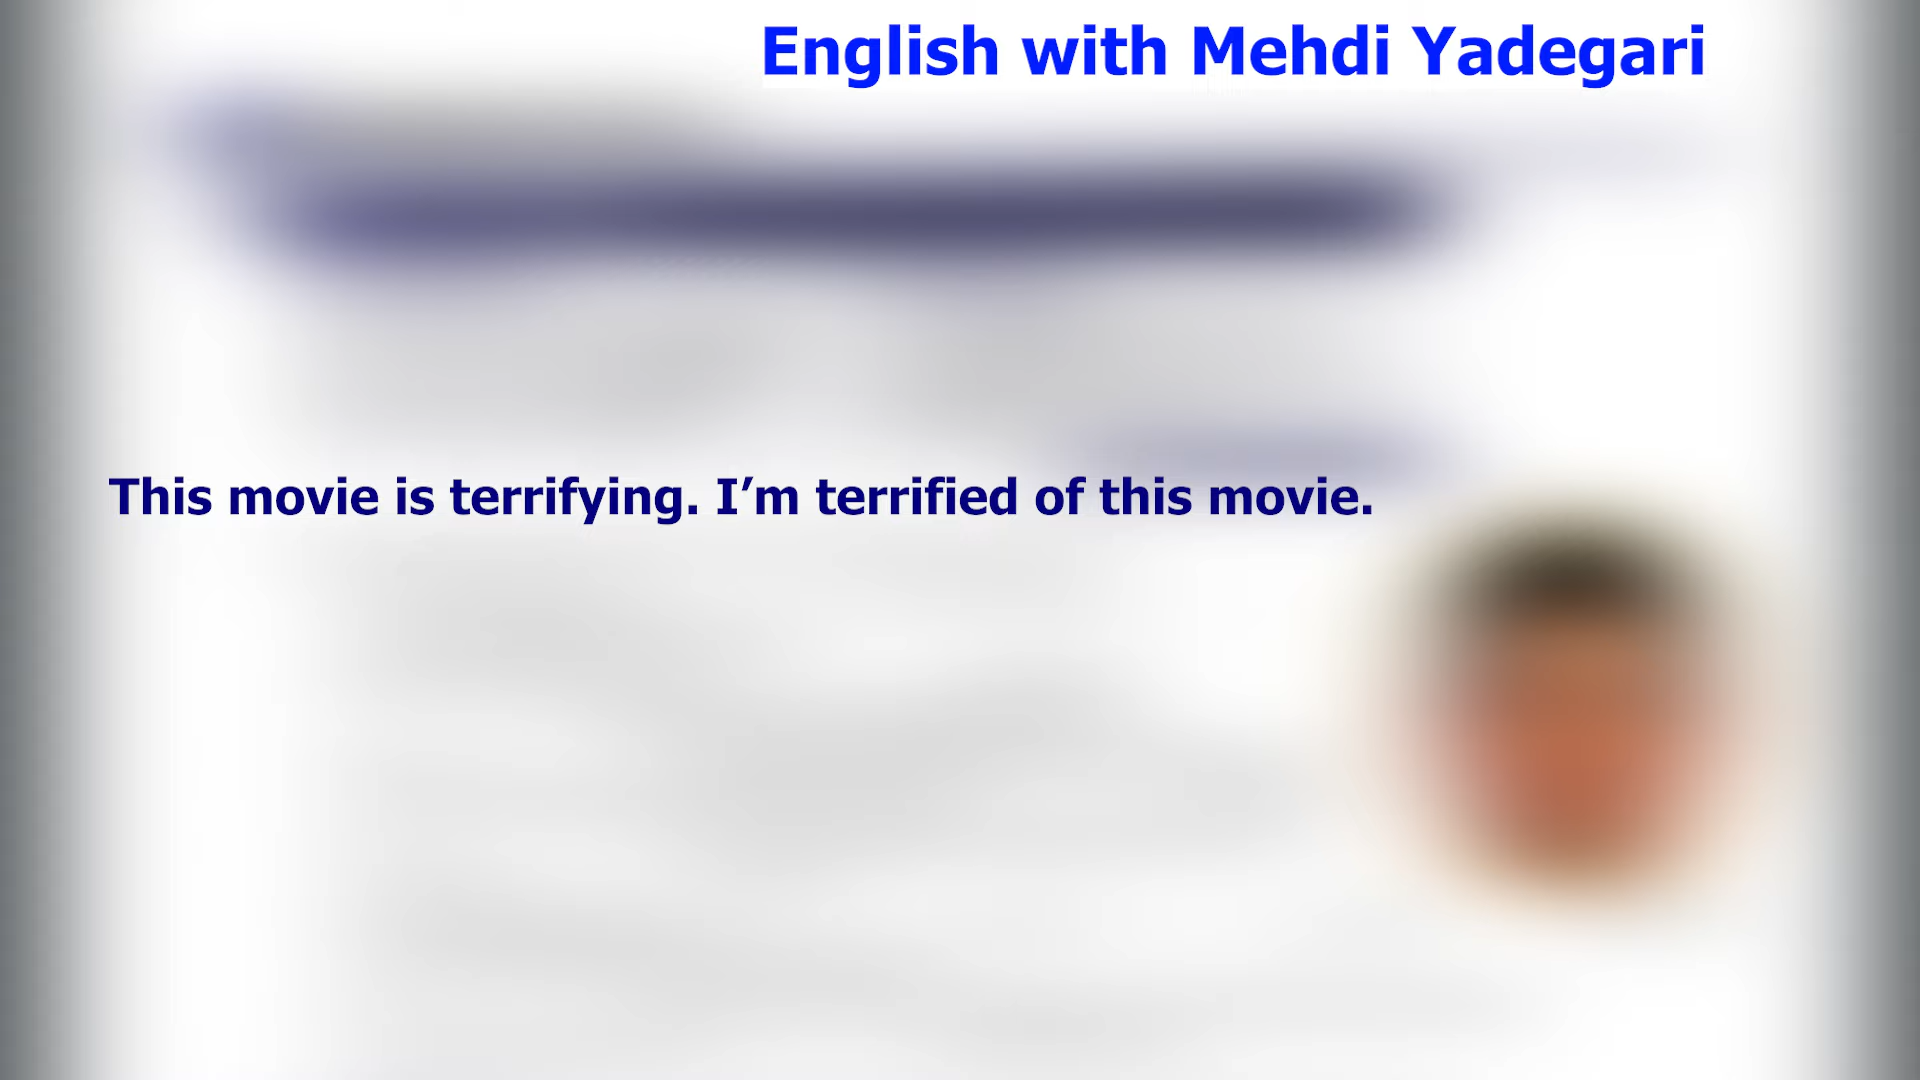 English with Mehdi Yadegari
This movie is terrifying. I’m terrified of this movie.